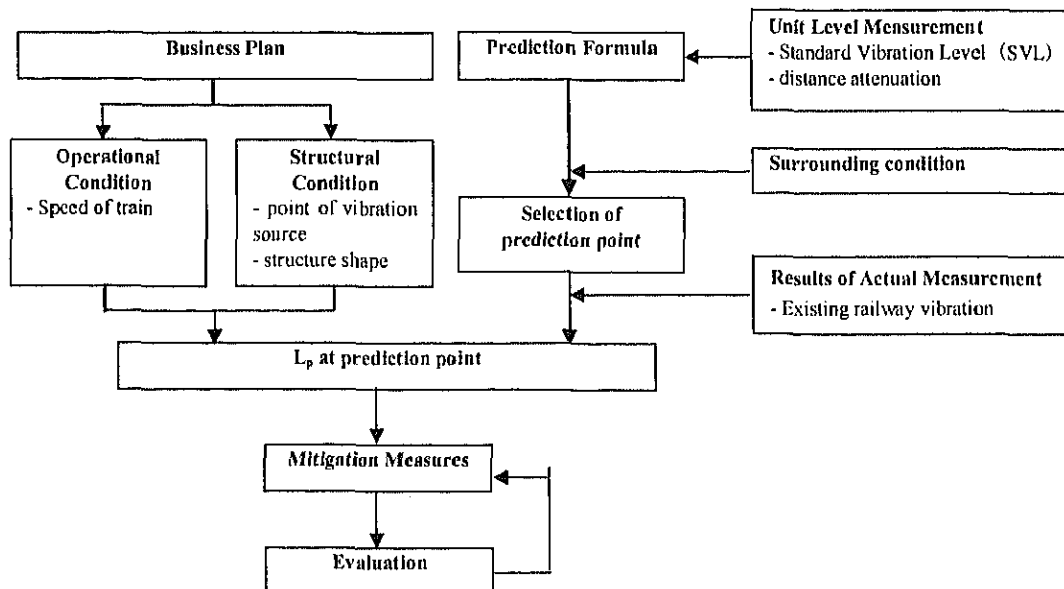 Business Plan
Prediction Formula
Unit Level Measurement
- Standard Vibration Level (SVL)
- distance attenuation
Operational
Condition
- Speed of train
Structural
Condition
- point of vibration
source
- structure shape
Surrounding condition
Selection of
prediction point
Results of Actual Measurement
- Existing railway vibration
Lp at prediction point
Mitigation Measures
Evaluation